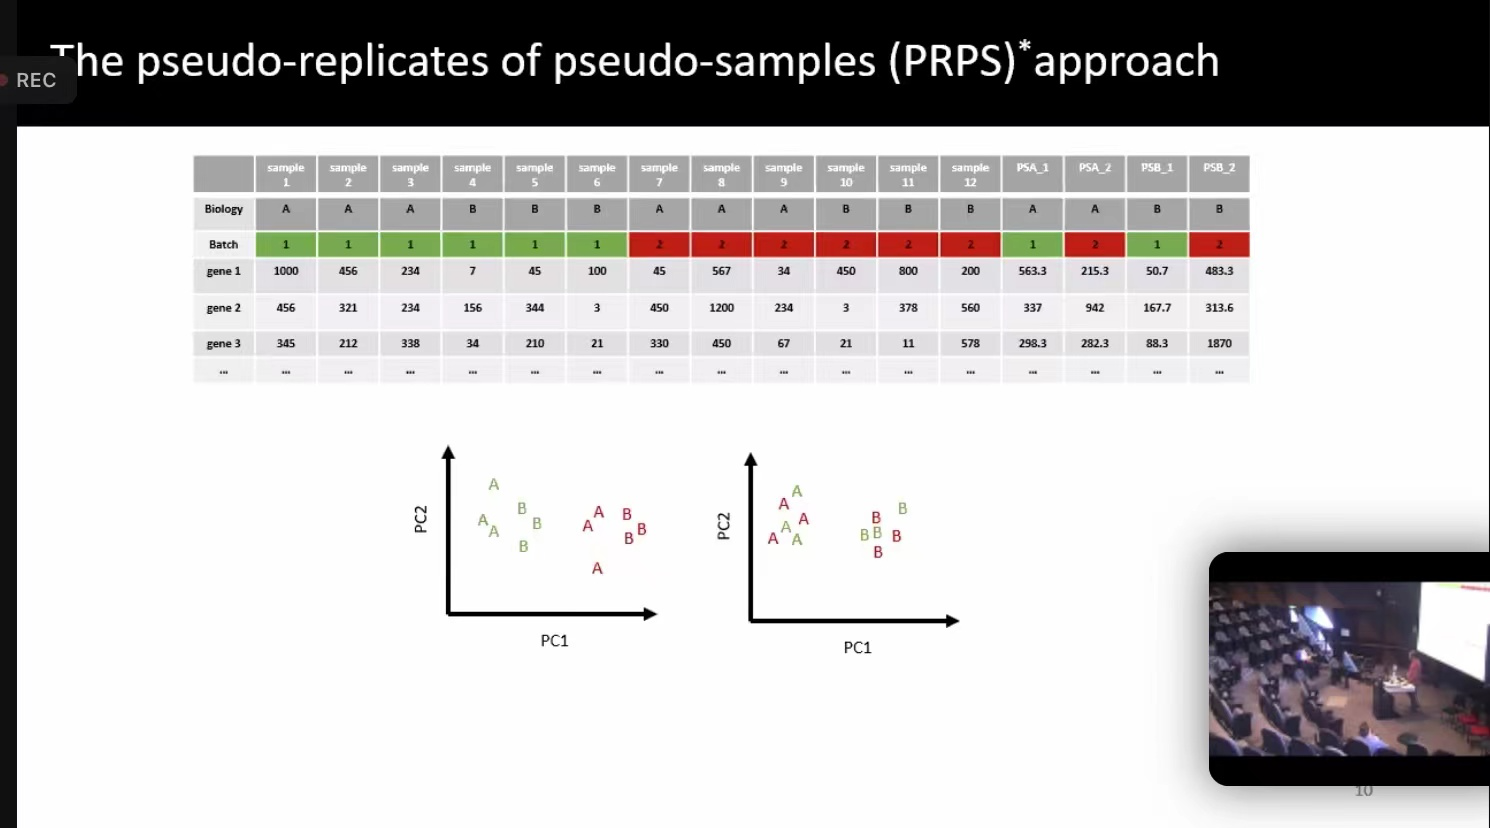 The pseudo-replicates of pseudo-samples (PRPS)* approach
REC
sample 1 sample 2 sample 3 sample 4 sample 5 sample 6 sample 7 sample 8 sample 9 sample 10 sample 11 sample 12 PSA_1 PSA_2 PSB_1 PSB_2
Biology A A A B B B A A A B B B A A B B
Batch 1 1 1 1 1 1 2 2 2 2 2 2 1 2 1 2
gene 1 1000 456 234 7 45 100 45 567 34 450 800 200 563.3 215.3 50.7 483.3
gene 2 456 321 234 156 344 3 450 1200 234 3 378 560 337 942 167.7 313.6
gene 3 345 212 338 34 210 21 330 450 67 21 11 578 298.3 282.3 88.3 1870
... ... ... ... ... ... ... ... ... ... ... ... ... ... ... ... ...
PC2
A
B
A A B
A B A B B
B B
A
PC1
PC2
A
A B
A B
A B B B
A A B
PC1
10